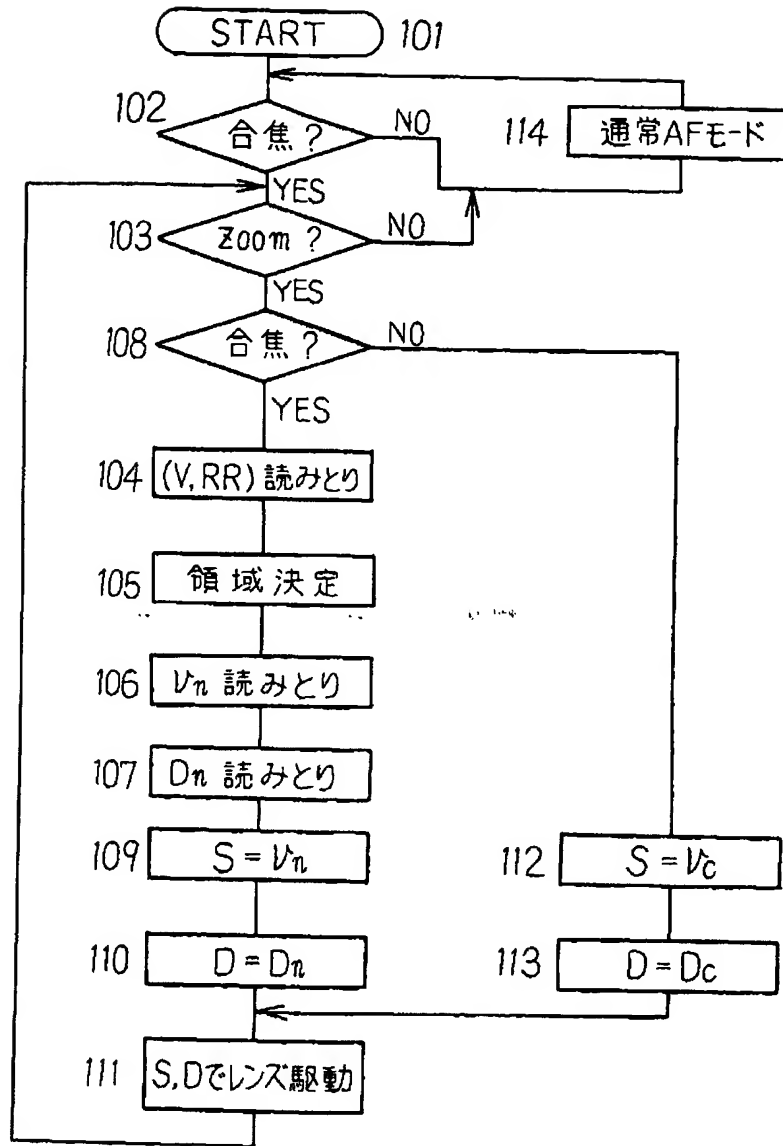 START 101
102 合焦? NO
114 通常AFモード
YES
103 Zoom? NO
YES
108 合焦? NO
YES
104 (V,RR)読みとり
105 領域決定
106 νn 読みとり
107 Dn 読みとり
109 S=νn
112 S=νc
110 D=Dn
113 D=Dc
111 S,Dでレンズ駆動